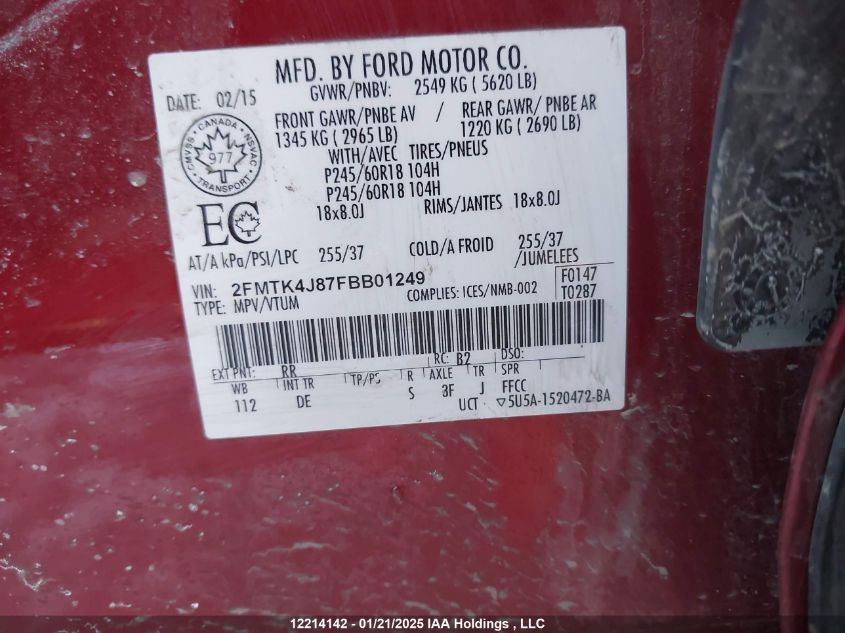 MFD. BY FORD MOTOR CO.
DATE: 02/15 GVWR/PNBV: 2549 KG ( 5620 LB)
FRONT GAWR/PNBE AV / REAR GAWR/ PNBE AR
1345 KG ( 2965 LB) 1220 KG ( 2690 LB)
WITH/AVEC TIRES/PNEUS
P245/60R18 104H
P245/60R18 104H
18x8.0J RIMS/JANTES 18x8.0J
CMVSS · CANADA · NSVAC
977
· TRANSPORT ·
EC
AT/A kPa/PSI/LPC 255/37 COLD/A FROID 255/37
/JUMELEES
VIN: 2FMTK4J87FBB01249
TYPE: MPV/VTUM COMPLIES: ICES/NMB-002
F0147
T0287
EXT PNT: RR RC: B2 DSO:
WB INT TR TP/PS R AXLE TR SPR
112 DE S 3F J FFCC
UCT ▽5U5A-1520472-BA
12214142 - 01/21/2025 IAA Holdings , LLC